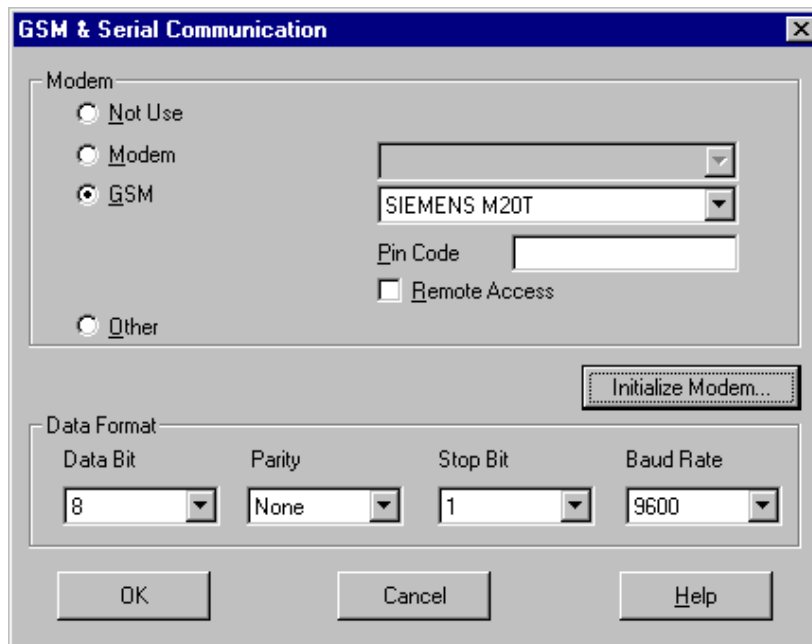 GSM & Serial Communication
Modem
Not Use
Modem
GSM
SIEMENS M20T
Pin Code
Remote Access
Other
Initialize Modem...
Data Format
Data Bit Parity Stop Bit Baud Rate
8 None 1 9600
OK Cancel Help